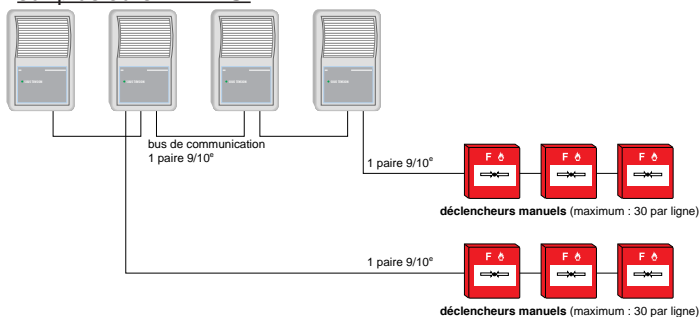 bus de communication
1 paire 9/10e
1 paire 9/10e
F F F
déclencheurs manuels (maximum : 30 par ligne)
1 paire 9/10e
F F F
déclencheurs manuels (maximum : 30 par ligne)